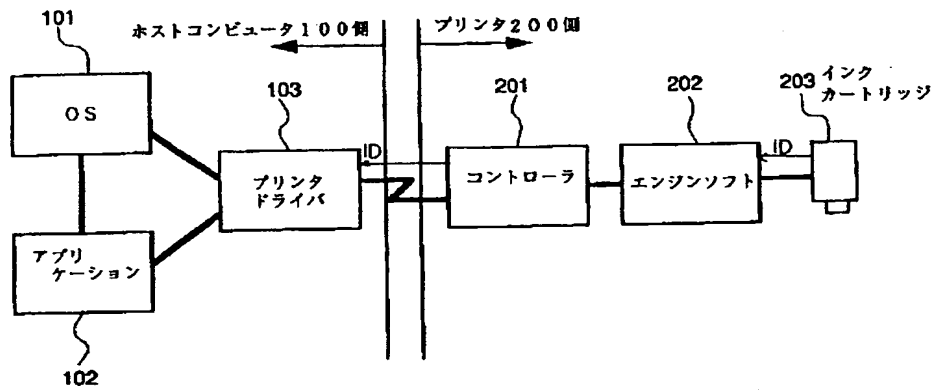 101
ホストコンピュータ100側
プリンタ200側
OS
103
201
202
203 インク
カートリッジ
ID
プリンタ
ドライバ
コントローラ
エンジンソフト
ID
アプリ
ケーション
102